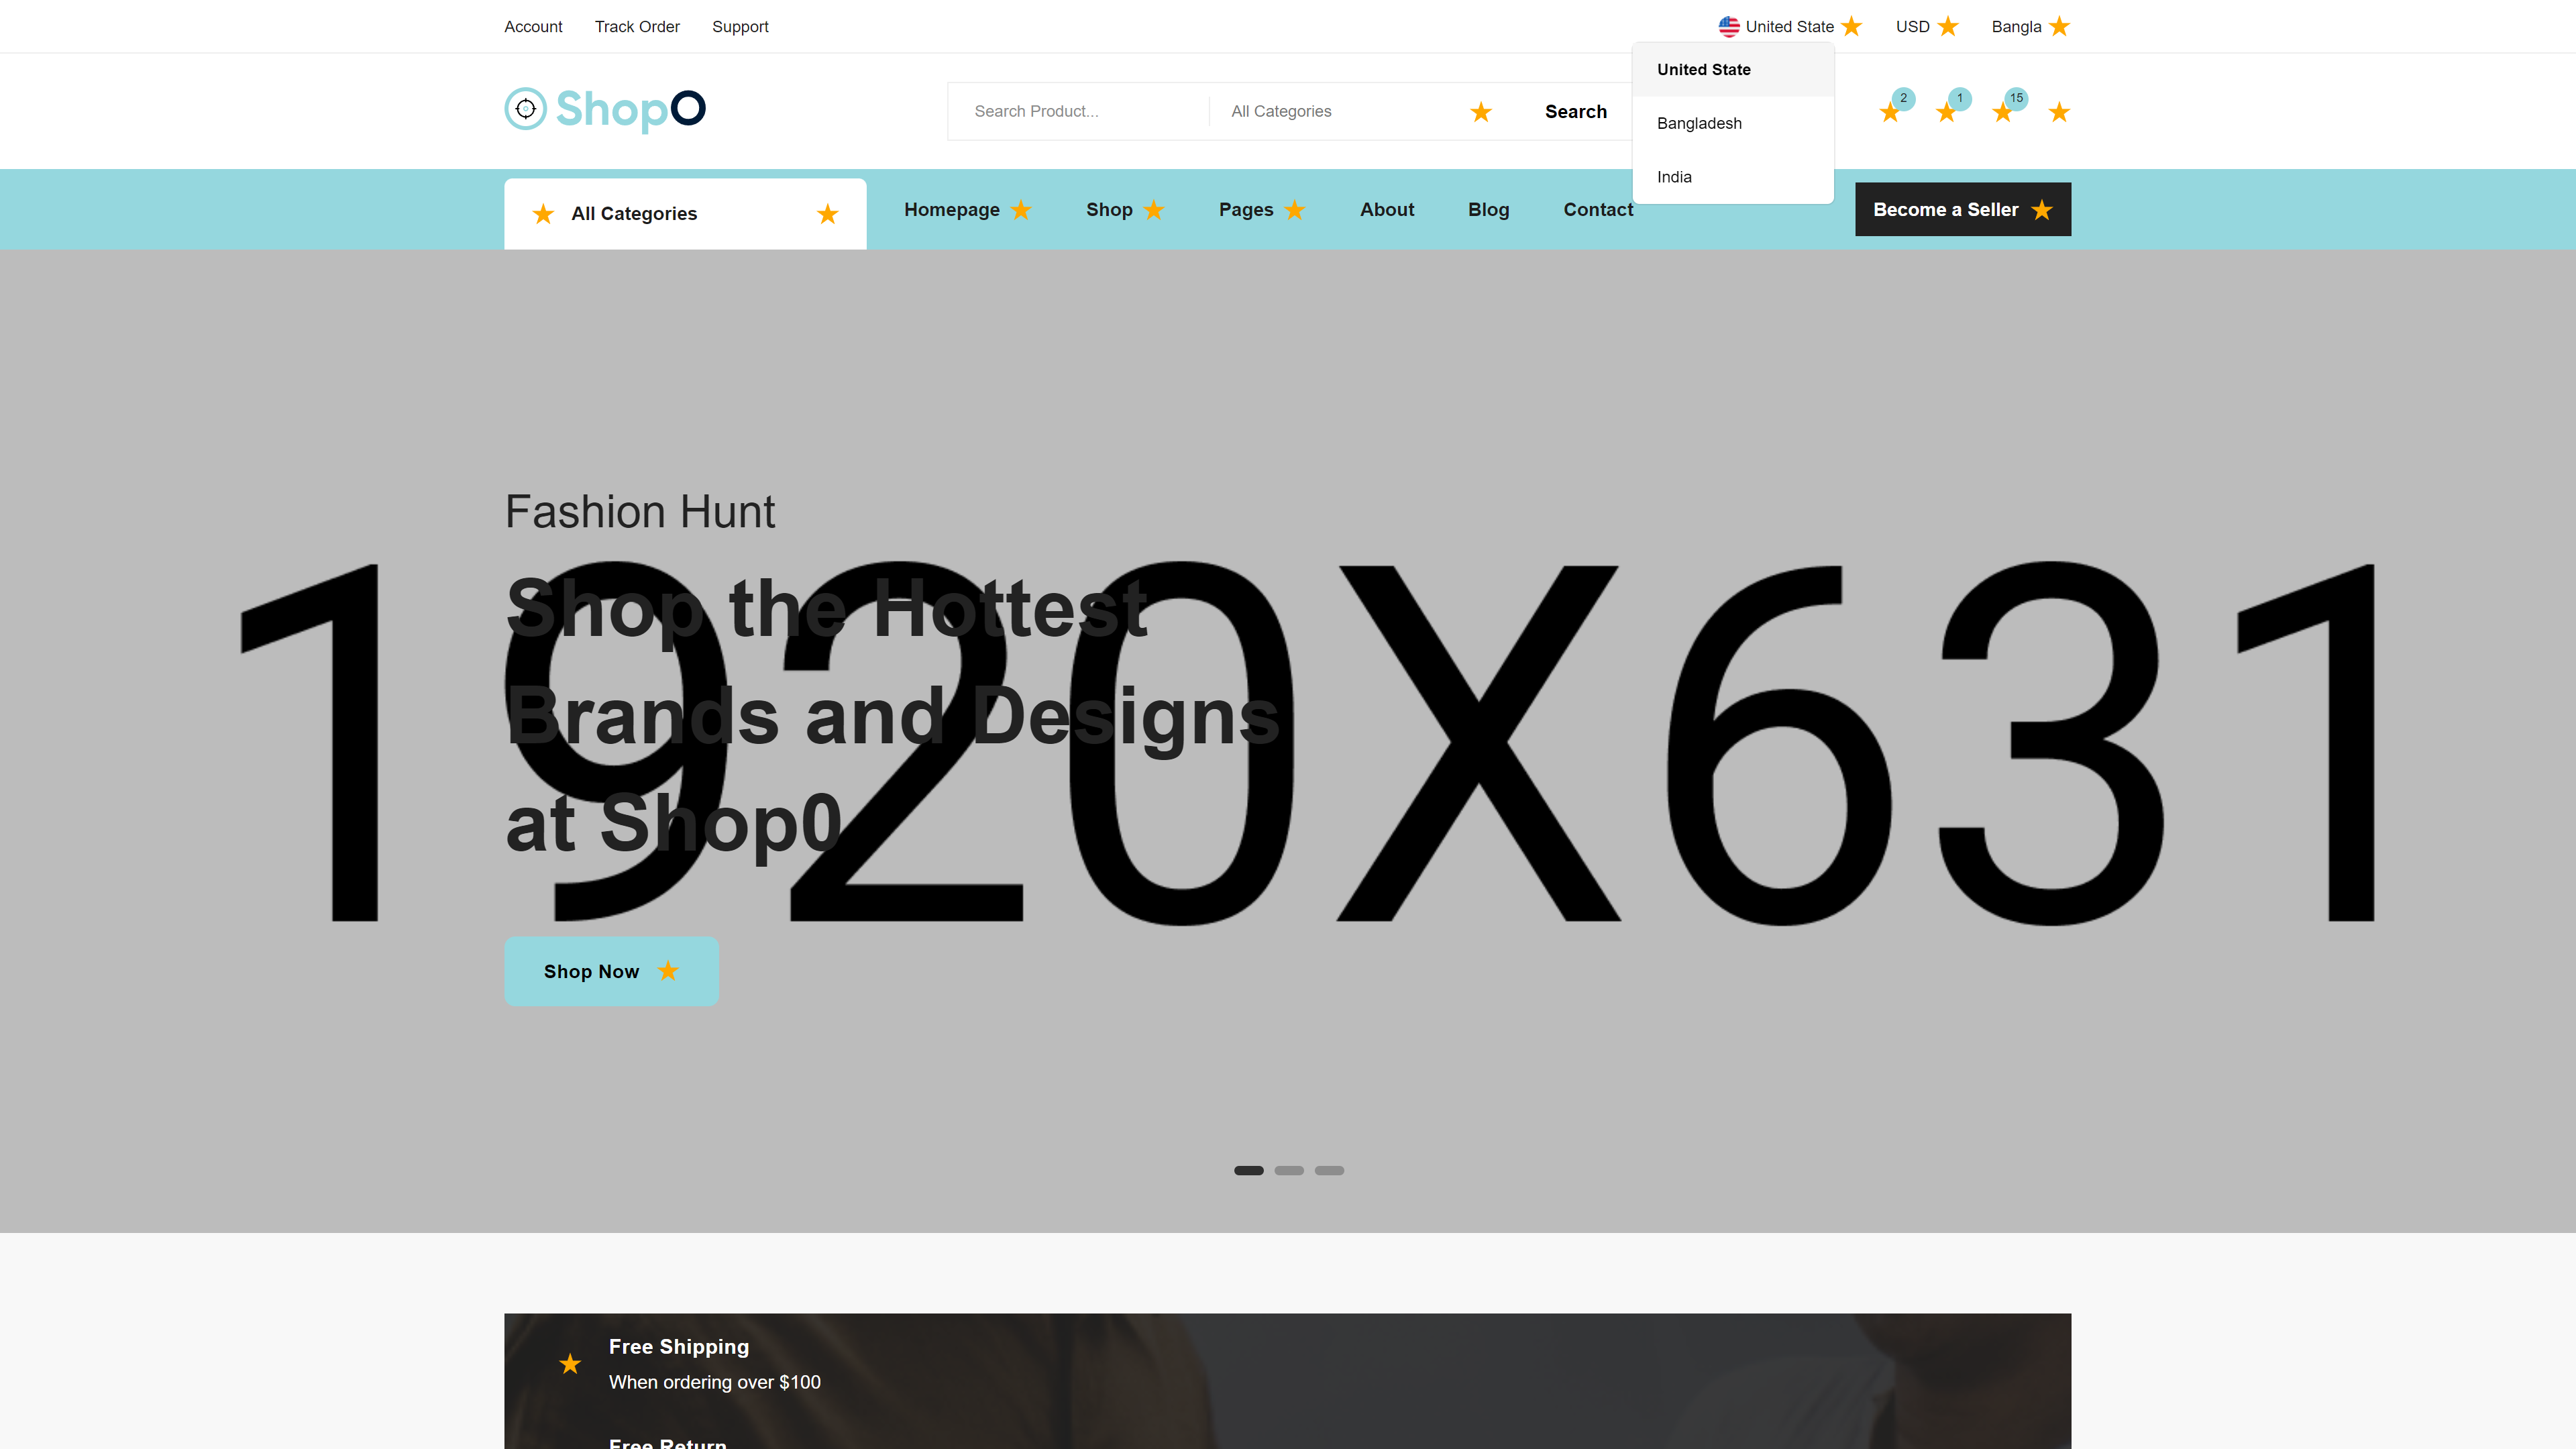 Account Track Order Support United State USD Bangla
United State
Bangladesh
India
ShopO
Search Product... All Categories Search
2 1 15
All Categories Homepage Shop Pages About Blog Contact Become a Seller
Fashion Hunt
1920X631
Shop the Hottest
Brands and Designs
at Shop0
Shop Now
Free Shipping
When ordering over $100
Free Return